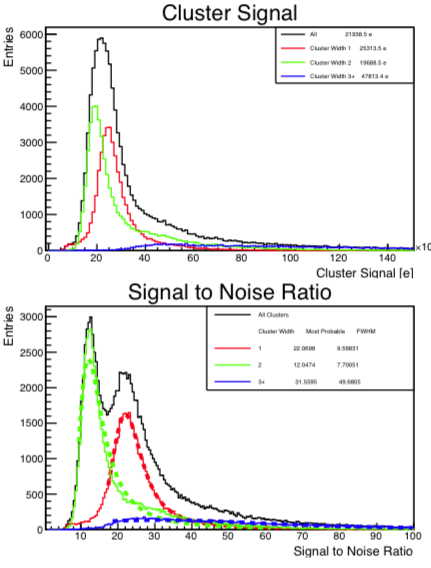 Cluster Signal
Entries
6000
5000
4000
3000
2000
1000
0
All 21938.5 e
Cluster Width 1 25313.5 e
Cluster Width 2 19688.5 e
Cluster Width 3+ 47813.4 e
0 20 40 60 80 100 120 140 ×10
Cluster Signal [e]
Signal to Noise Ratio
Entries
3000
2500
2000
1500
1000
500
0
All Clusters
Cluster Width Most Probable FWHM
1 22.0698 9.56831
2 12.0474 7.70051
3+ 31.5595 49.6805
10 20 30 40 50 60 70 80 90 100
Signal to Noise Ratio